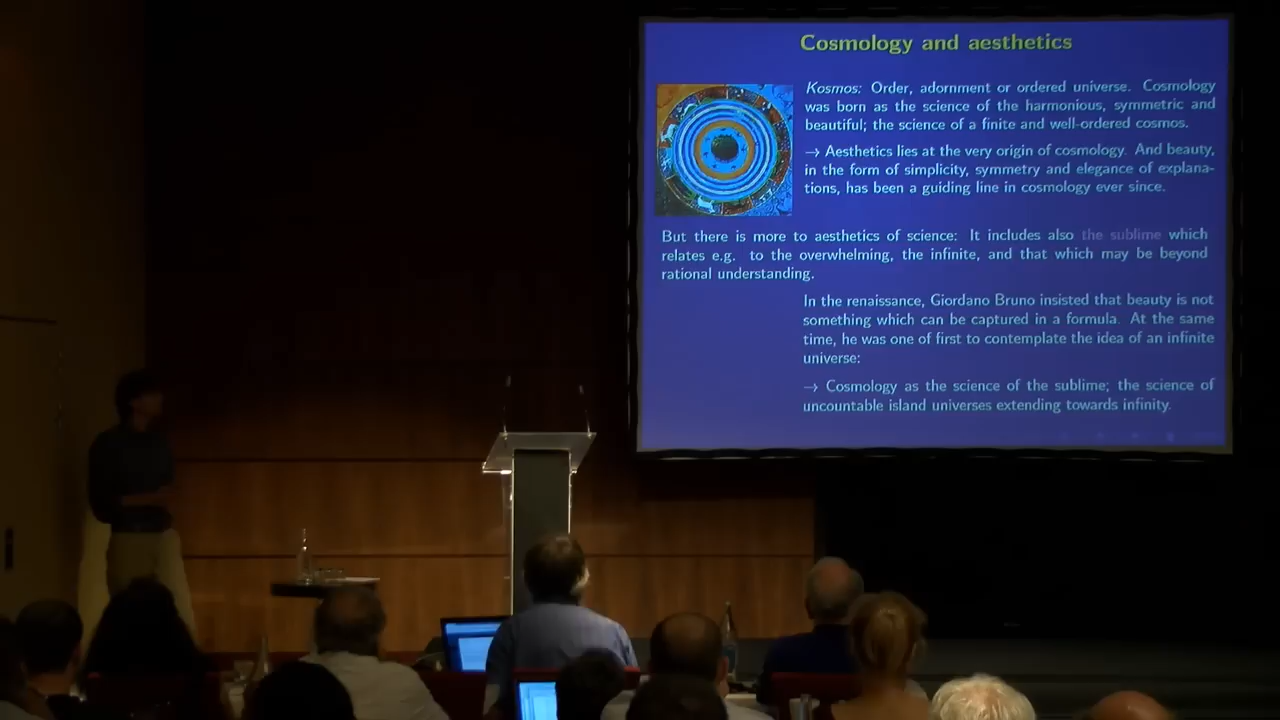 Cosmology and aesthetics
Kosmos: Order, adornment or ordered universe. Cosmology
was born as the science of the harmonious, symmetric and
beautiful; the science of a finite and well-ordered cosmos.
→ Aesthetics lies at the very origin of cosmology. And beauty,
in the form of simplicity, symmetry and elegance of explana-
tions, has been a guiding line in cosmology ever since.
But there is more to aesthetics of science: It includes also the sublime which
relates e.g. to the overwhelming, the infinite, and that which may be beyond
rational understanding.
In the renaissance, Giordano Bruno insisted that beauty is not
something which can be captured in a formula. At the same
time, he was one of first to contemplate the idea of an infinite
universe:
→ Cosmology as the science of the sublime; the science of
uncountable island universes extending towards infinity.